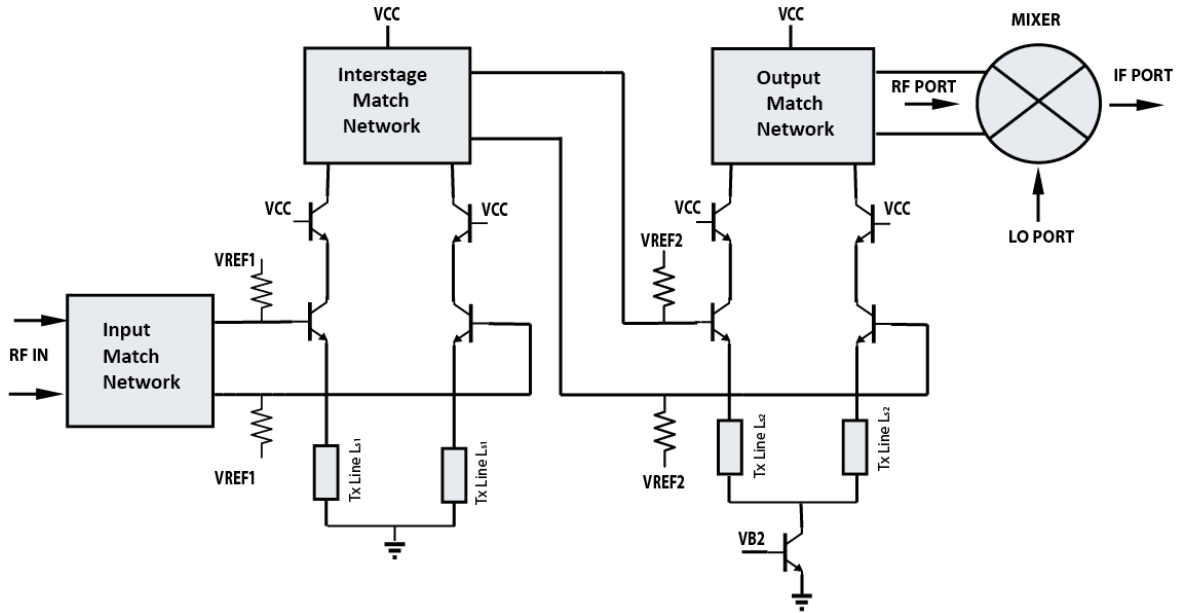 VCC
VCC
MIXER
Interstage
Match
Network
Output
Match
Network
RF PORT
IF PORT
VCC
VCC
VCC
VCC
LO PORT
VREF1
VREF2
Input
Match
Network
RF IN
VREF1
VREF2
Tx Line Ls1
Tx Line Ls1
Tx Line Ls2
Tx Line Ls2
VB2